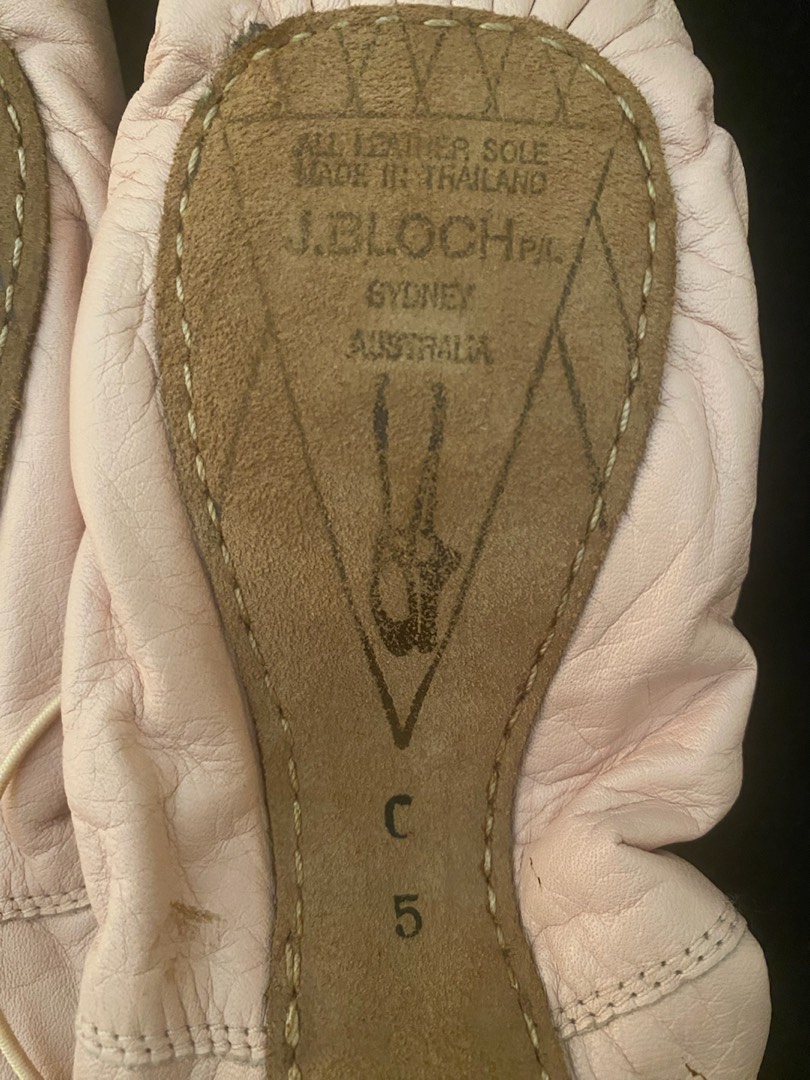 ALL LEATHER SOLE
MADE IN THAILAND
J.BLOCH P/L
SYDNEY
AUSTRALIA
C
5